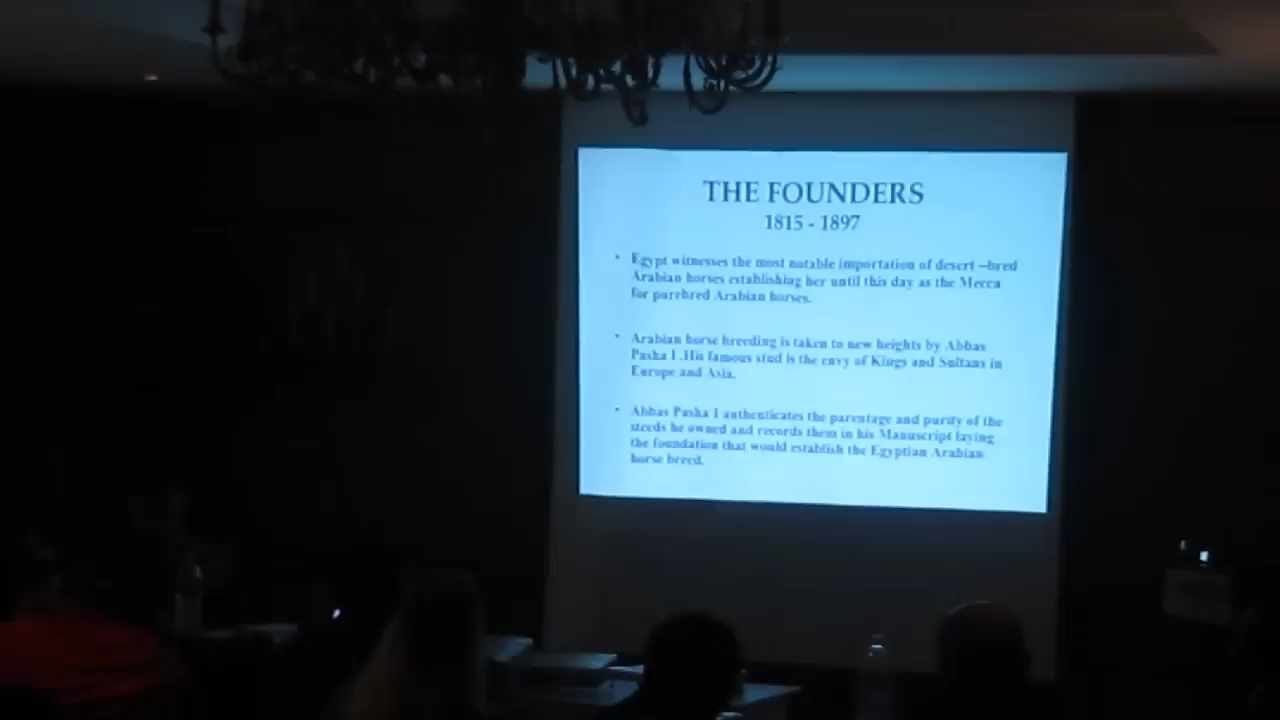 THE FOUNDERS
1815 - 1897
• Egypt witnesses the most notable importation of desert –bred
Arabian horses establishing her until this day as the Mecca
for purebred Arabian horses.
• Arabian horse breeding is taken to new heights by Abbas
Pasha I .His famous stud is the envy of Kings and Sultans in
Europe and Asia.
• Abbas Pasha I authenticates the parentage and purity of the
steeds he owned and records them in his Manuscript laying
the foundation that would establish the Egyptian Arabian
horse breed.